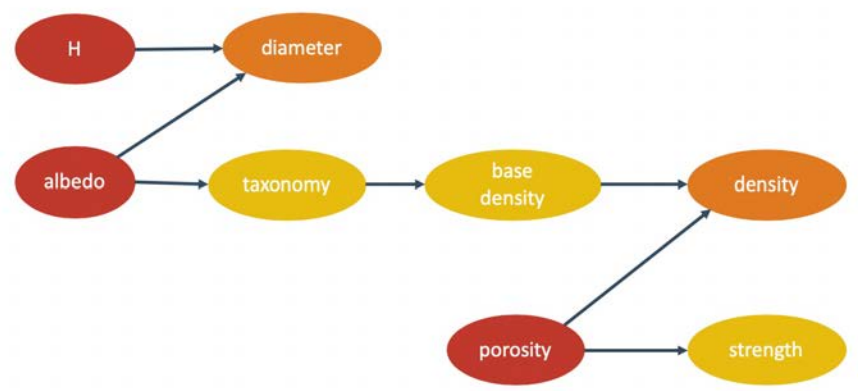 H
diameter
albedo
taxonomy
base
density
density
porosity
strength